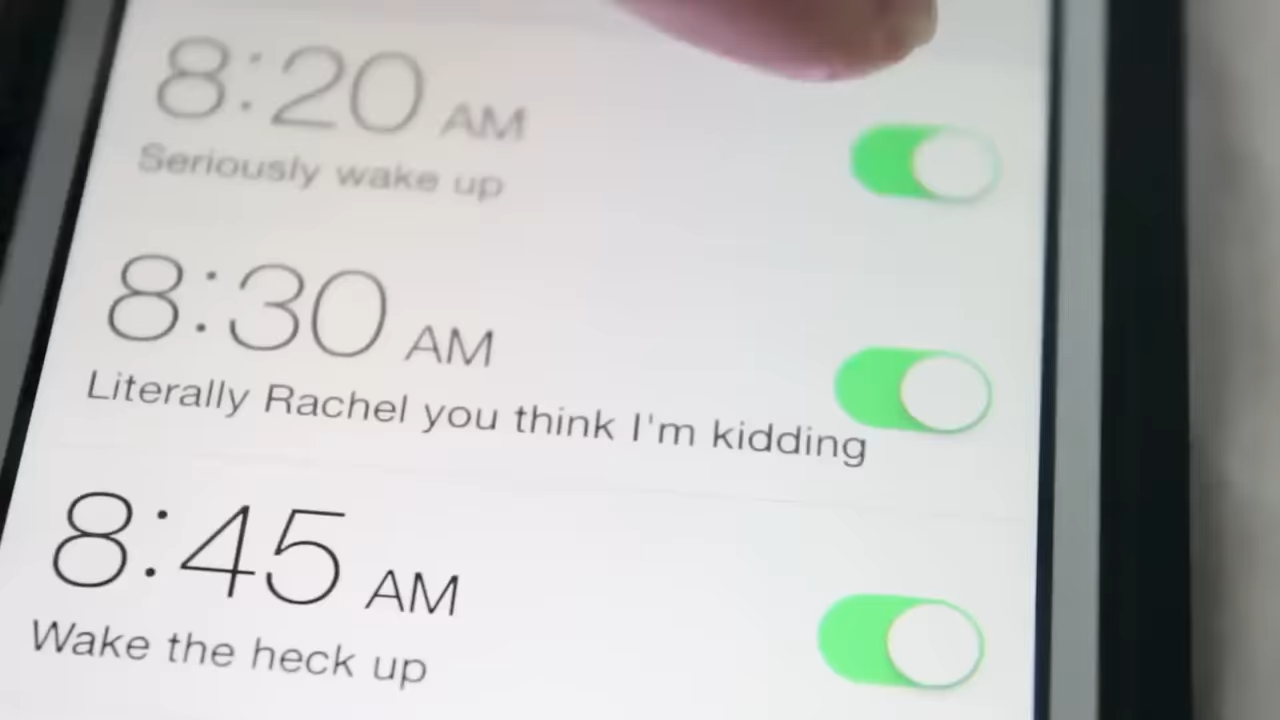 8:20 AM
Seriously wake up
8:30 AM
Literally Rachel you think I'm kidding
8:45 AM
Wake the heck up